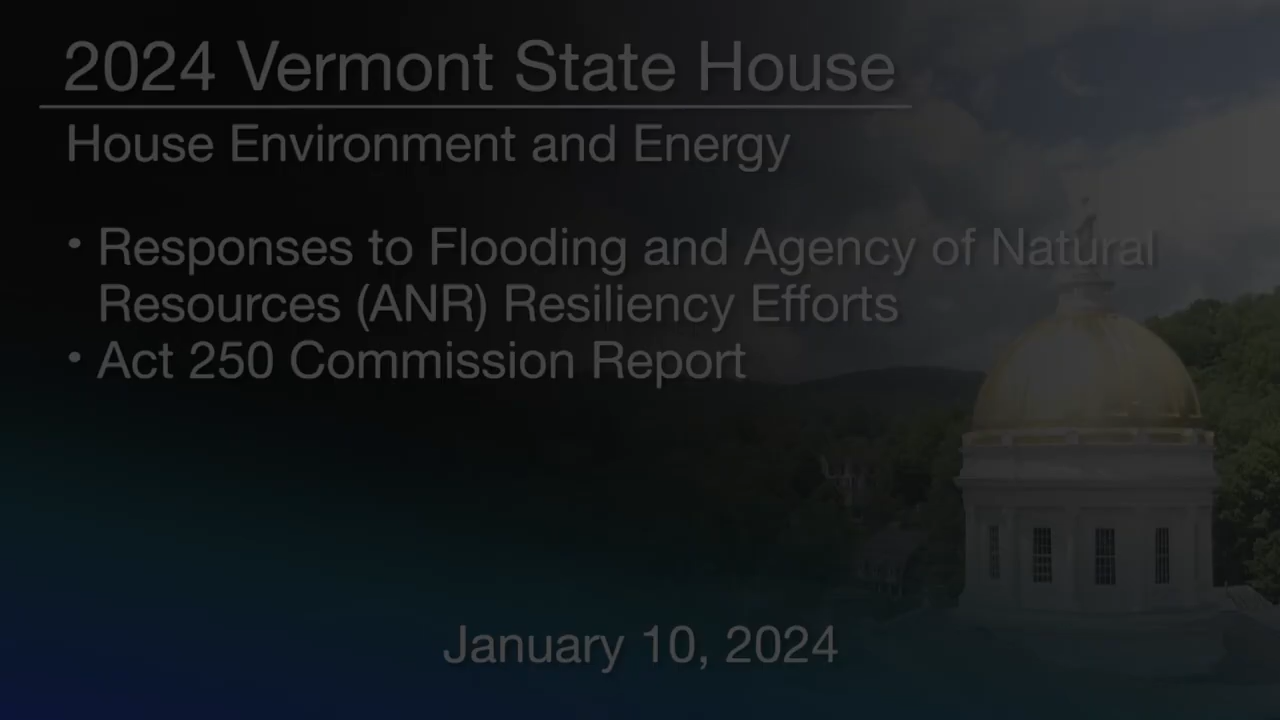 2024 Vermont State House
House Environment and Energy
• Responses to Flooding and Agency of Natural
Resources (ANR) Resiliency Efforts
• Act 250 Commission Report
January 10, 2024